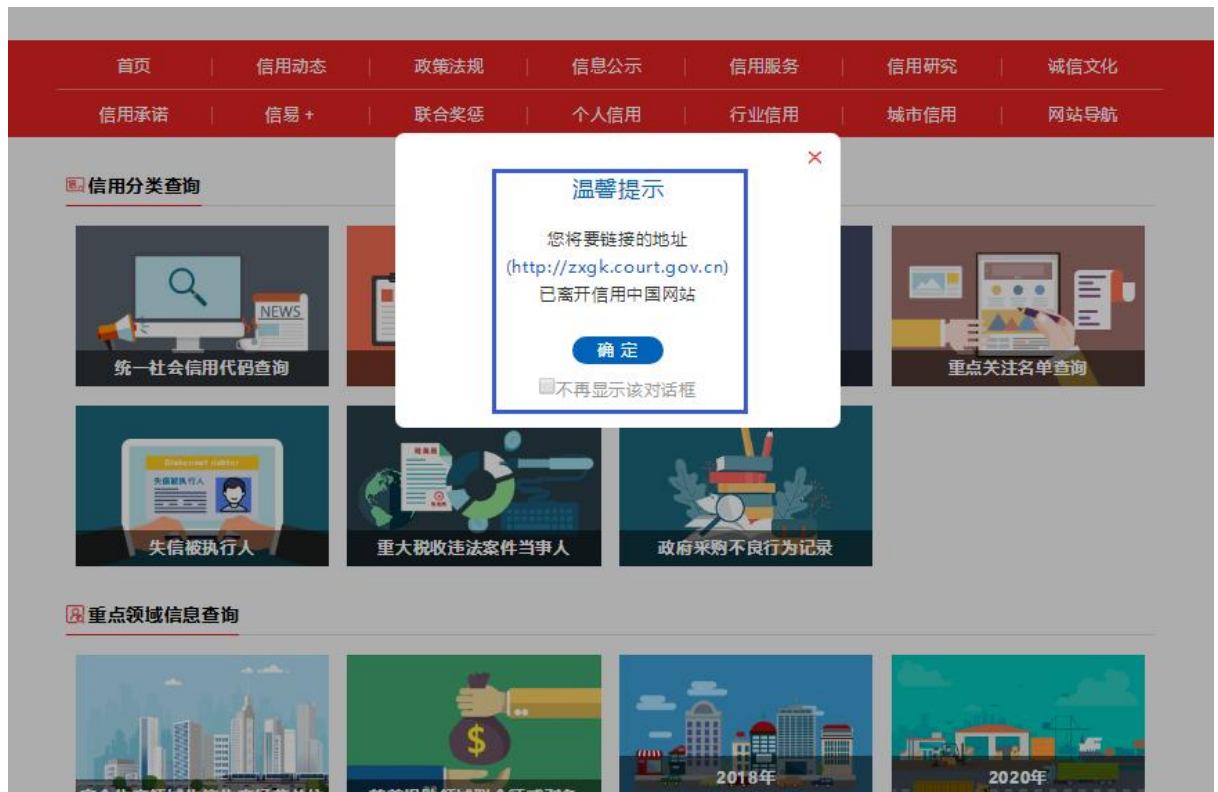 首页 信用动态 政策法规 信息公示 信用服务 信用研究 诚信文化
信用承诺 信易 + 联合奖惩 个人信用 行业信用 城市信用 网站导航
信用分类查询
温馨提示
您将要链接的地址
(http://zxgk.court.gov.cn)
已离开信用中国网站
确 定
不再显示该对话框
NEWS
统一社会信用代码查询
重点关注名单查询
Dishonest debtor
失信被执行人
失信被执行人
重大税收违法案件当事人
政府采购不良行为记录
重点领域信息查询
$
2018年
2020年